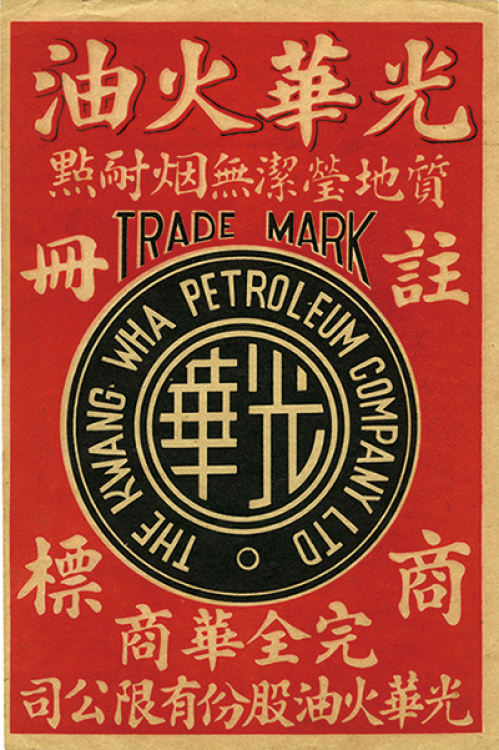 光華火油
質地瑩潔無烟耐點
TRADE MARK
註冊
THE KWANG WHA PETROLEUM COMPANY LTD
光華
商標
完全華商
光華火油股份有限公司